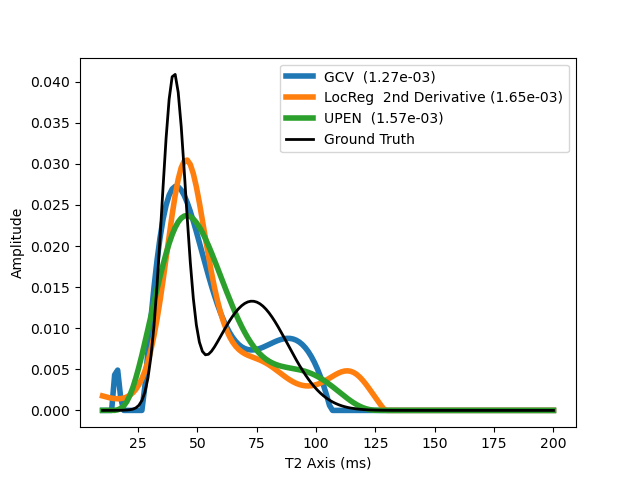 GCV  (1.27e-03)
LocReg  2nd Derivative (1.65e-03)
UPEN  (1.57e-03)
Ground Truth
0.040
0.035
0.030
0.025
0.020
0.015
0.010
0.005
0.000
Amplitude
25 50 75 100 125 150 175 200
T2 Axis (ms)